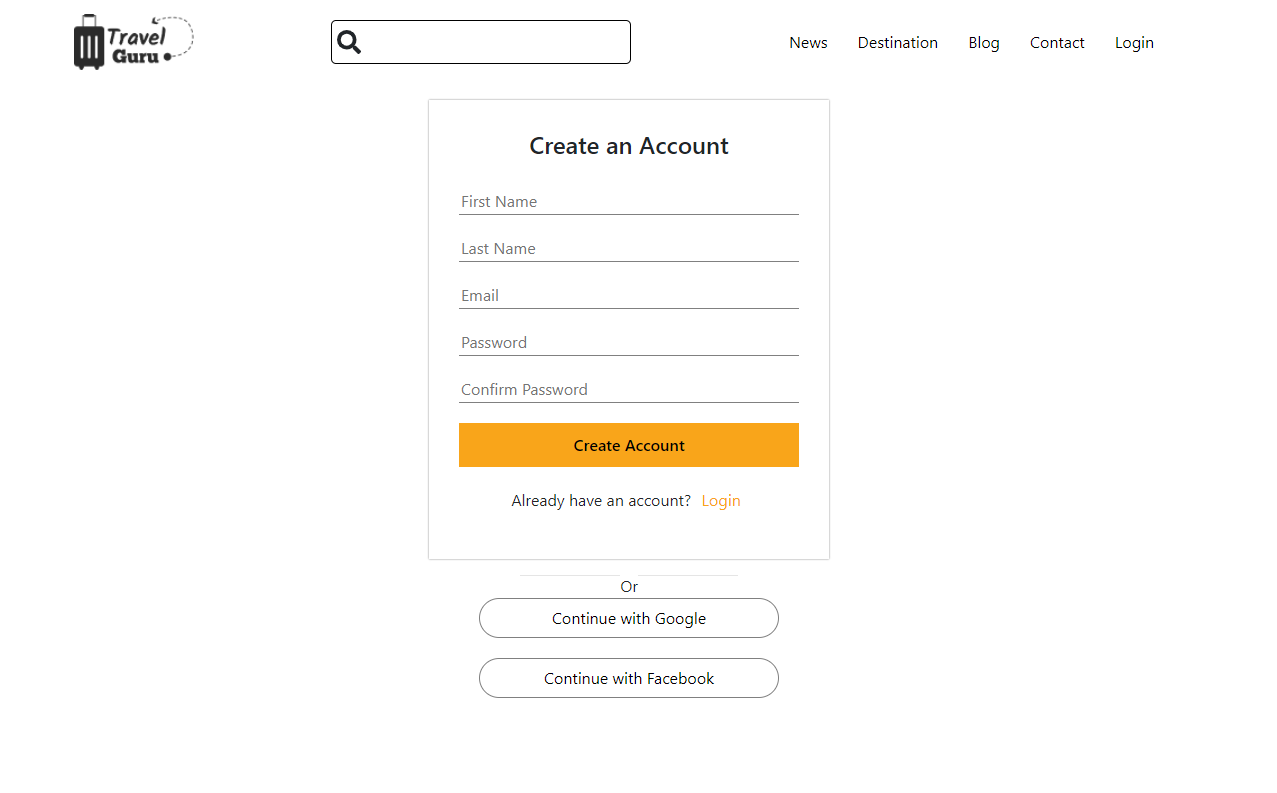 Travel
Guru
News
Destination
Blog
Contact
Login
Create an Account
First Name
Last Name
Email
Password
Confirm Password
Create Account
Already have an account? Login
Or
Continue with Google
Continue with Facebook